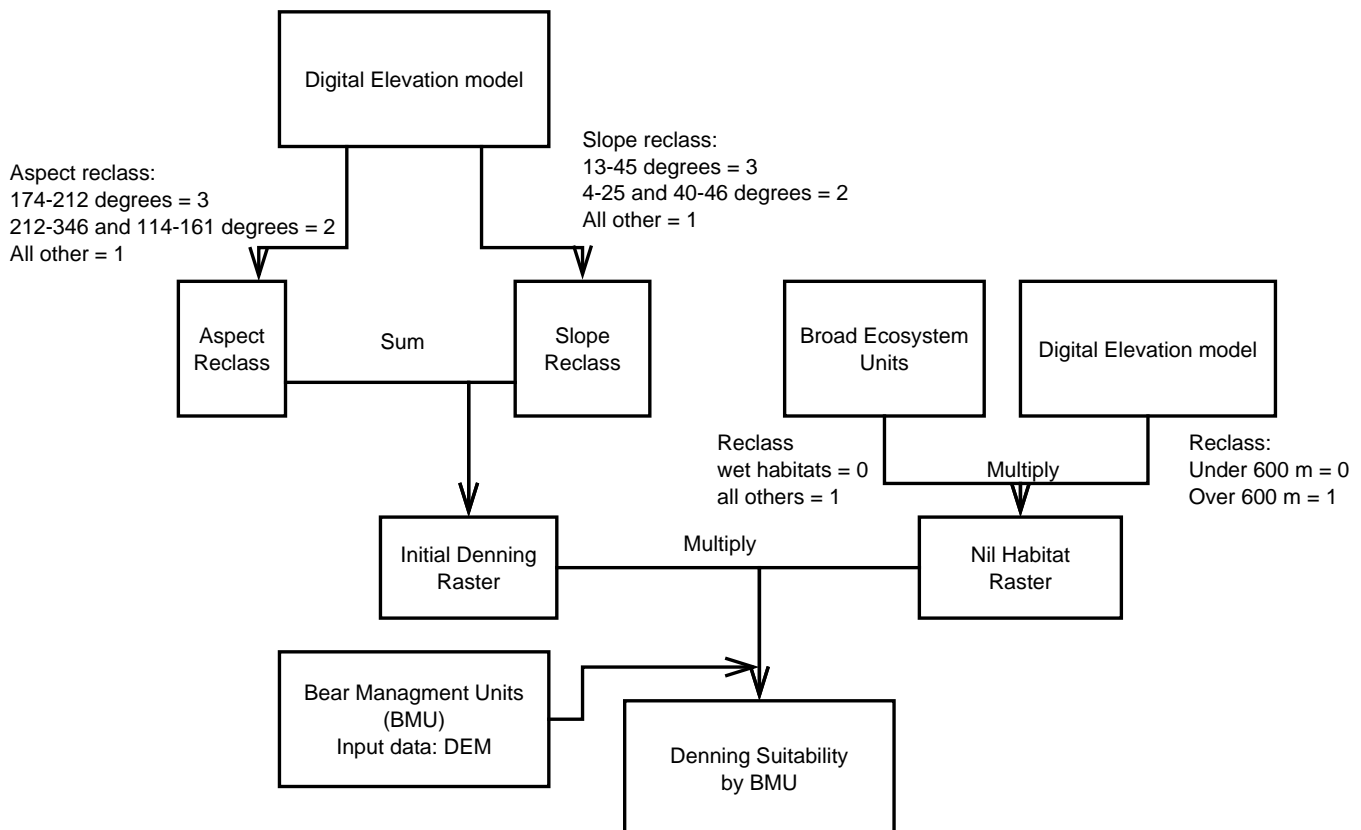 Digital Elevation model
Aspect reclass:
174-212 degrees = 3
212-346 and 114-161 degrees = 2
All other = 1
Slope reclass:
13-45 degrees = 3
4-25 and 40-46 degrees = 2
All other = 1
Aspect
Reclass
Sum
Slope
Reclass
Broad Ecosystem
Units
Digital Elevation model
Reclass
wet habitats = 0
all others = 1
Multiply
Reclass:
Under 600 m = 0
Over 600 m = 1
Initial Denning
Raster
Multiply
Nil Habitat
Raster
Bear Managment Units
(BMU)
Input data: DEM
Denning Suitability
by BMU